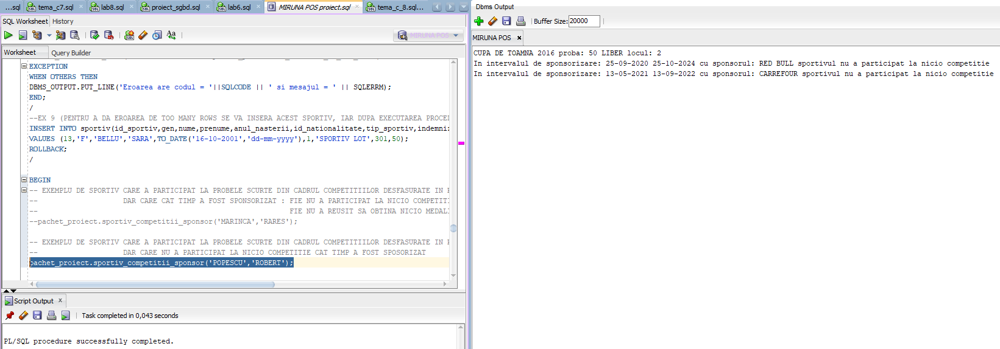 ...sql tema_c7.sql lab8.sql proiect_sgbd.sql lab6.sql MIRUNA POS proiect.sql tema_c_8.sql...
SQL Worksheet History
MIRUNA POS
Worksheet Query Builder
EXCEPTION
WHEN OTHERS THEN
DBMS_OUTPUT.PUT_LINE('Eroarea are codul = '||SQLCODE || ' si mesajul = ' || SQLERRM);
END;
/
--EX 9 (PENTRU A DA EROAREA DE TOO MANY ROWS SE VA INSERA ACEST SPORTIV, IAR DUPA EXECUTAREA PROCED
INSERT INTO sportiv(id_sportiv,gen,nume,prenume,anul_nasterii,id_nationalitate,tip_sportiv,indemniz
VALUES (13,'F','BELLU','SARA',TO_DATE('16-10-2001','dd-mm-yyyy'),1,'SPORTIV LOT',301,50);
ROLLBACK;
/
BEGIN
-- EXEMPLU DE SPORTIV CARE A PARTICIPAT LA PROBELE SCURTE DIN CADRUL COMPETITIILOR DESFASURATE IN
-- DAR CARE CAT TIMP A FOST SPONSORIZAT : FIE NU A PARTICIPAT LA NICIO COMPETITI
-- FIE NU A REUSIT SA OBTINA NICIO MEDALI
--pachet_proiect.sportiv_competitii_sponsor('MARINCA','RARES');
-- EXEMPLU DE SPORTIV CARE A PARTICIPAT LA PROBELE SCURTE DIN CADRUL COMPETITIILOR DESFASURATE IN
-- DAR CARE NU A PARTICIPAT LA NICIO COMPETITIE CAT TIMP A FOST SPOSORIZAT
pachet_proiect.sportiv_competitii_sponsor('POPESCU','ROBERT');
Script Output
Task completed in 0,043 seconds
PL/SQL procedure successfully completed.
Dbms Output
Buffer Size: 20000
MIRUNA POS
CUPA DE TOAMNA 2016 proba: 50 LIBER locul: 2
In intervalul de sponsorizare: 25-09-2020 25-10-2024 cu sponsorul: RED BULL sportivul nu a participat la nicio competitie
In intervalul de sponsorizare: 13-05-2021 13-09-2022 cu sponsorul: CARREFOUR sportivul nu a participat la nicio competitie